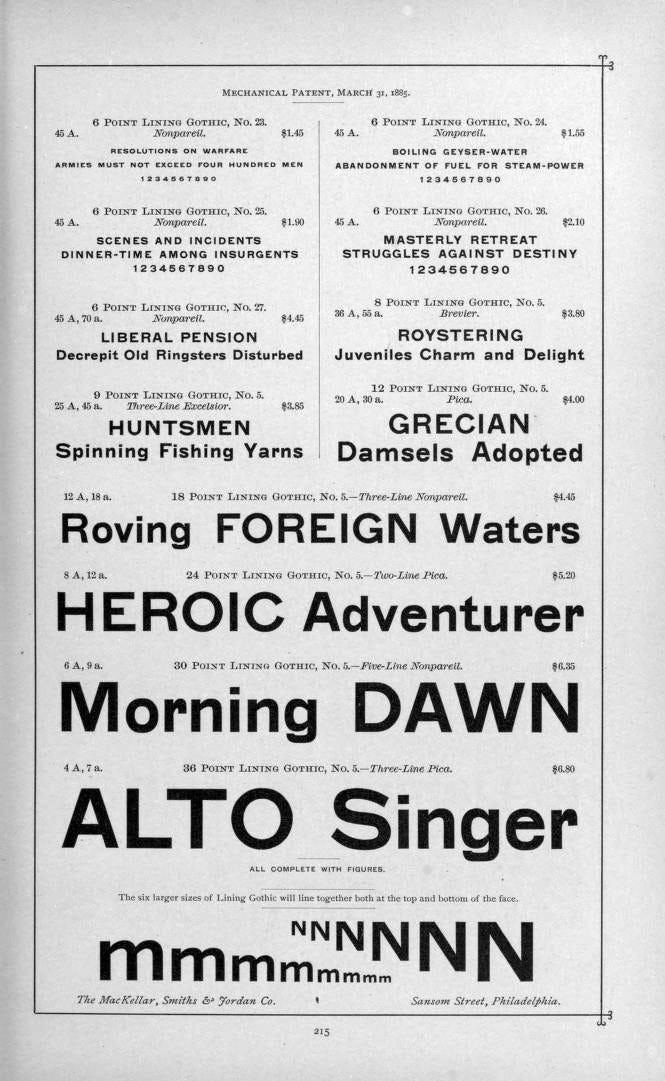 Mechanical Patent, March 31, 1885.
6 Point Lining Gothic, No. 23.
45 A. Nonpareil. $1.45
RESOLUTIONS ON WARFARE
ARMIES MUST NOT EXCEED FOUR HUNDRED MEN
1234567890
6 Point Lining Gothic, No. 24.
45 A. Nonpareil. $1.55
BOILING GEYSER-WATER
ABANDONMENT OF FUEL FOR STEAM-POWER
1234567890
6 Point Lining Gothic, No. 25.
45 A. Nonpareil. $1.90
SCENES AND INCIDENTS
DINNER-TIME AMONG INSURGENTS
1234567890
6 Point Lining Gothic, No. 26.
45 A. Nonpareil. $2.10
MASTERLY RETREAT
STRUGGLES AGAINST DESTINY
1234567890
6 Point Lining Gothic, No. 27.
45 A, 70 a. Nonpareil. $4.45
LIBERAL PENSION
Decrepit Old Ringsters Disturbed
8 Point Lining Gothic, No. 5.
36 A, 55 a. Brevier. $3.80
ROYSTERING
Juveniles Charm and Delight
9 Point Lining Gothic, No. 5.
25 A, 45 a. Three-Line Excelsior. $3.85
HUNTSMEN
Spinning Fishing Yarns
12 Point Lining Gothic, No. 5.
20 A, 30 a. Pica. $4.00
GRECIAN
Damsels Adopted
12 A, 18 a. 18 Point Lining Gothic, No. 5.—Three-Line Nonpareil. $4.45
Roving FOREIGN Waters
8 A, 12 a. 24 Point Lining Gothic, No. 5.—Two-Line Pica. $5.20
HEROIC Adventurer
6 A, 9 a. 30 Point Lining Gothic, No. 5.—Five-Line Nonpareil. $6.35
Morning DAWN
4 A, 7 a. 36 Point Lining Gothic, No. 5.—Three-Line Pica. $6.80
ALTO Singer
ALL COMPLETE WITH FIGURES.
The six larger sizes of Lining Gothic will line together both at the top and bottom of the face.
mmmmmmmm NNNNNNN
The MacKellar, Smiths & Jordan Co. Sansom Street, Philadelphia.
215